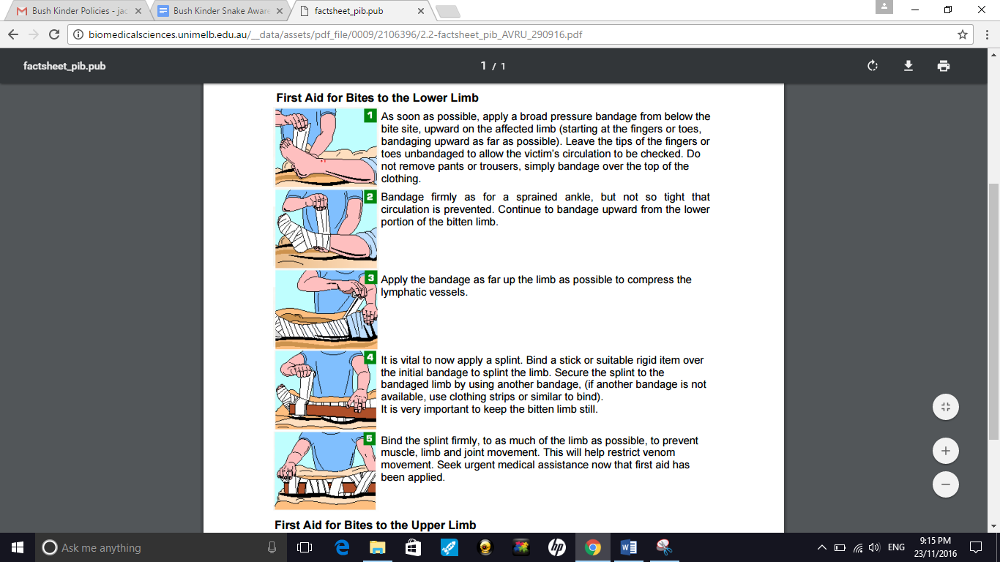 Bush Kinder Policies - jac
Bush Kinder Snake Aware
factsheet_pib.pub
biomedicalsciences.unimelb.edu.au/__data/assets/pdf_file/0009/2106396/2.2-factsheet_pib_AVRU_290916.pdf
factsheet_pib.pub
1 / 1
First Aid for Bites to the Lower Limb
1
As soon as possible, apply a broad pressure bandage from below the
bite site, upward on the affected limb (starting at the fingers or toes,
bandaging upward as far as possible). Leave the tips of the fingers or
toes unbandaged to allow the victim's circulation to be checked. Do
not remove pants or trousers, simply bandage over the top of the
clothing.
2
Bandage firmly as for a sprained ankle, but not so tight that
circulation is prevented. Continue to bandage upward from the lower
portion of the bitten limb.
3
Apply the bandage as far up the limb as possible to compress the
lymphatic vessels.
4
It is vital to now apply a splint. Bind a stick or suitable rigid item over
the initial bandage to splint the limb. Secure the splint to the
bandaged limb by using another bandage, (if another bandage is not
available, use clothing strips or similar to bind).
It is very important to keep the bitten limb still.
5
Bind the splint firmly, to as much of the limb as possible, to prevent
muscle, limb and joint movement. This will help restrict venom
movement. Seek urgent medical assistance now that first aid has
been applied.
First Aid for Bites to the Upper Limb
Ask me anything
hp
ENG
9:15 PM
23/11/2016